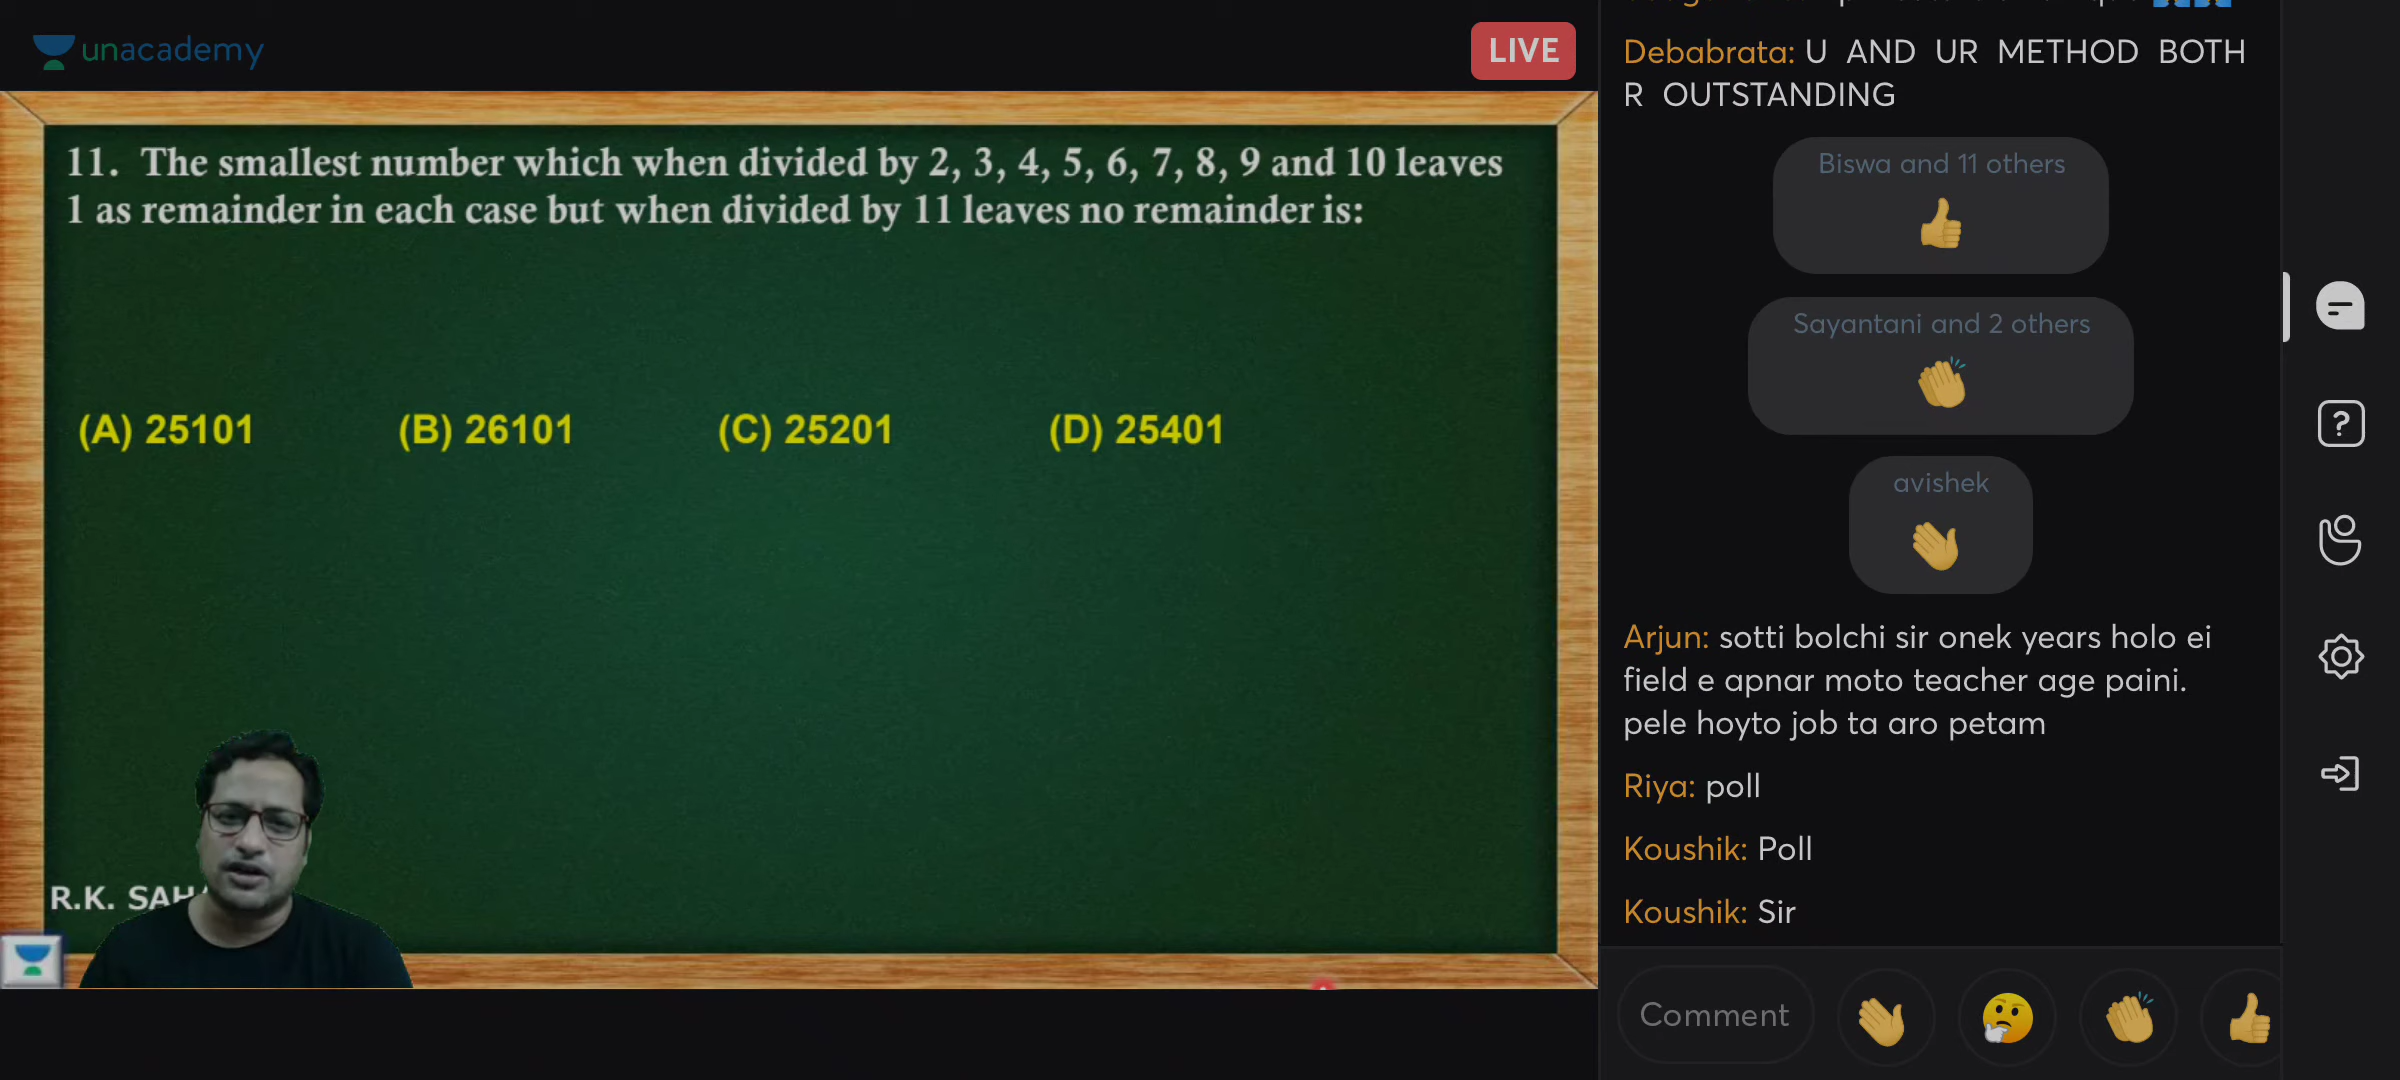 unacademy
LIVE
11. The smallest number which when divided by 2, 3, 4, 5, 6, 7, 8, 9 and 10 leaves
1 as remainder in each case but when divided by 11 leaves no remainder is:
(A) 25101 (B) 26101 (C) 25201 (D) 25401
R.K.
Debabrata: U AND UR METHOD BOTH
R OUTSTANDING
Biswa and 11 others
Sayantani and 2 others
avishek
Arjun: sotti bolchi sir onek years holo ei
field e apnar moto teacher age paini.
pele hoyto job ta aro petam
Riya: poll
Koushik: Poll
Koushik: Sir
Comment